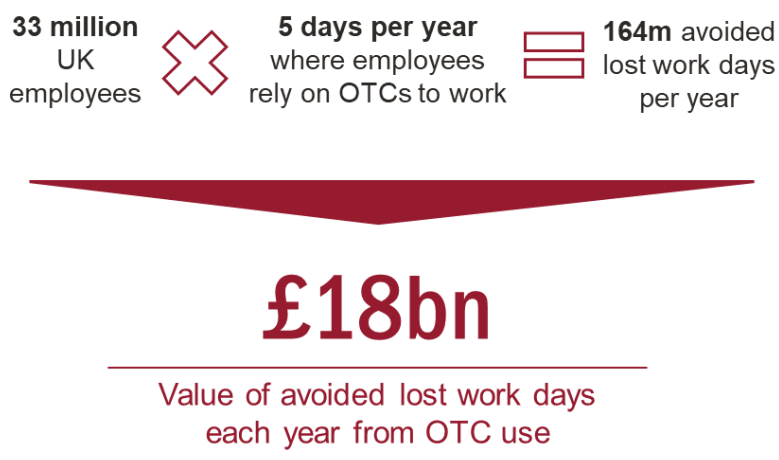 33 million
UK
employees
5 days per year
where employees
rely on OTCs to work
164m avoided
lost work days
per year
£18bn
Value of avoided lost work days
each year from OTC use